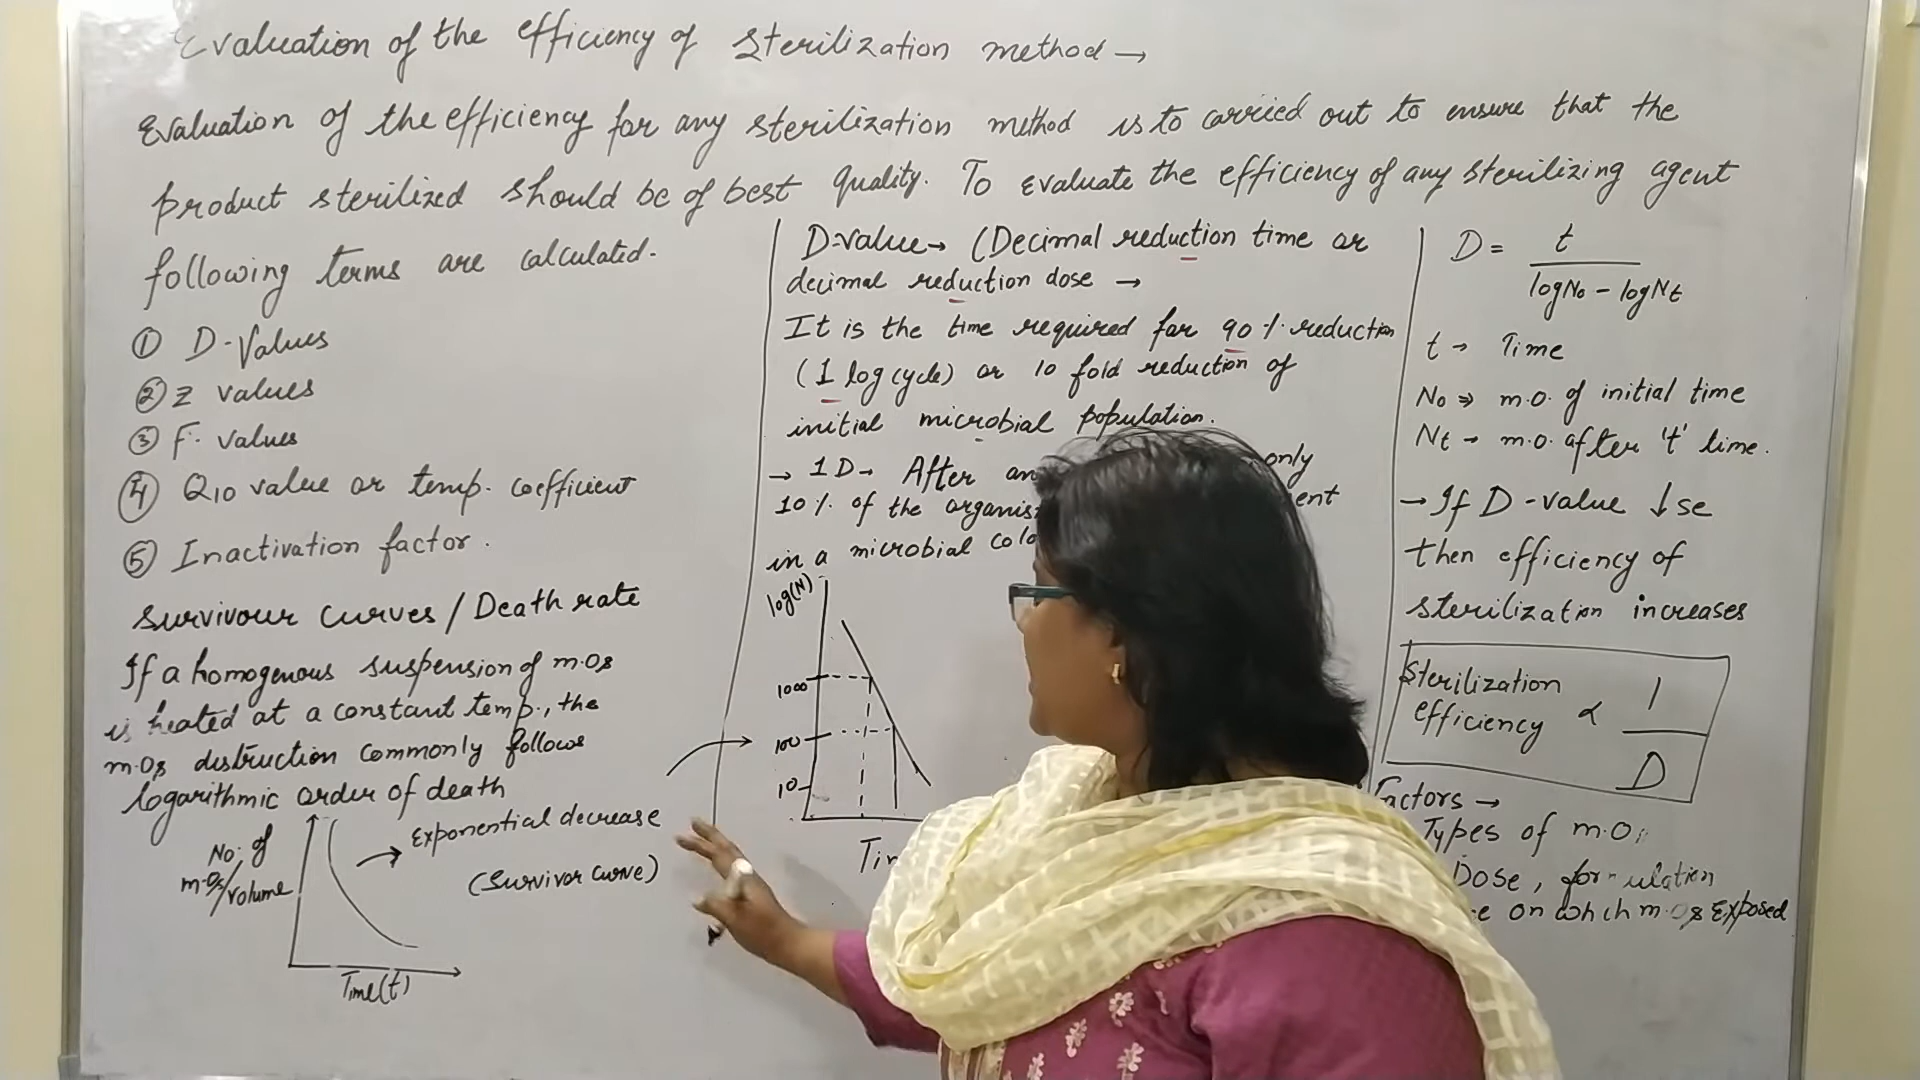 Evaluation of the efficiency of sterilization method →
Evaluation of the efficiency for any sterilization method is to carried out to ensure that the
product sterilized should be of best quality. To evaluate the efficiency of any sterilizing agent
following terms are calculated.
① D-Values
② Z values
③ F. values
④ Q10 value or temp. coefficient
⑤ Inactivation factor.
Survivour curves / Death rate
If a homogenous suspension of m.Os
is heated at a constant temp., the
m.Os distruction commonly follows
logarithmic order of death
No. of
m.Os/volume
Exponential decrease
(Survivor curve)
Time(t)
D-value → (Decimal reduction time or
decimal reduction dose →
It is the time required for 90% reduction
(1 log cycle) or 10 fold reduction of
initial microbial population.
→ 1D → After an only
10% of the
in a microbial
log(N)
1000
100
10
D = t
logN0 - logNt
t → Time
N0 ⇒ m.O. of initial time
Nt → m.O. after 't' time.
→ If D-value ↓se
then efficiency of
sterilization increases
Sterilization efficiency ∝ 1
D
Factors →
Types of m.O
Dose, formulation
on which m.Os Exposed